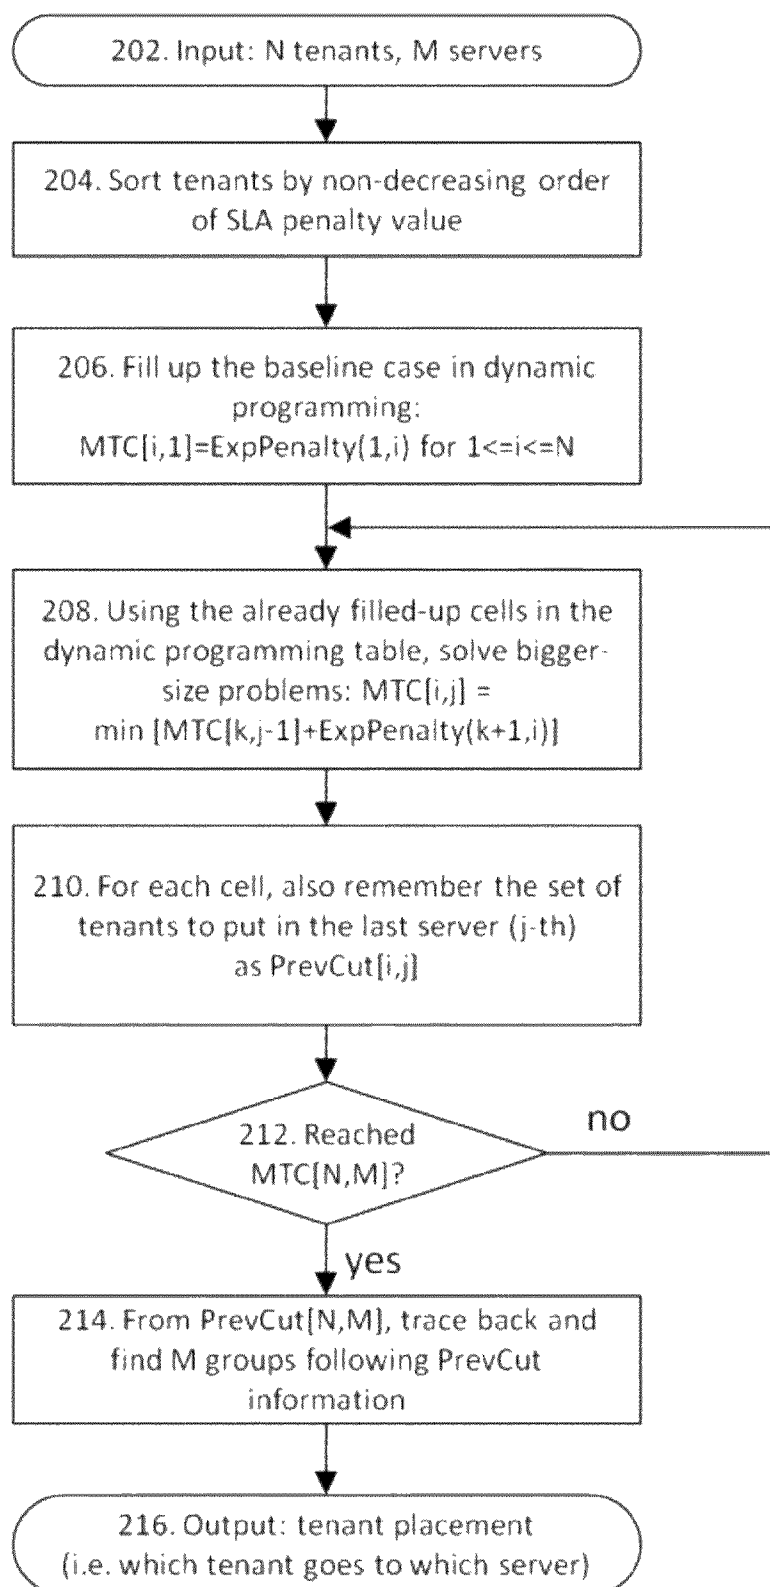 202. Input: N tenants, M servers
204. Sort tenants by non-decreasing order
of SLA penalty value
206. Fill up the baseline case in dynamic
programming:
MTC[i,1]=ExpPenalty(1,i) for 1<=i<=N
208. Using the already filled-up cells in the
dynamic programming table, solve bigger-
size problems: MTC[i,j] =
min [MTC[k,j-1]+ExpPenalty(k+1,i)]
210. For each cell, also remember the set of
tenants to put in the last server (j-th)
as PrevCut[i,j]
212. Reached
MTC[N,M]?
no
yes
214. From PrevCut[N,M], trace back and
find M groups following PrevCut
information
216. Output: tenant placement
(i.e. which tenant goes to which server)